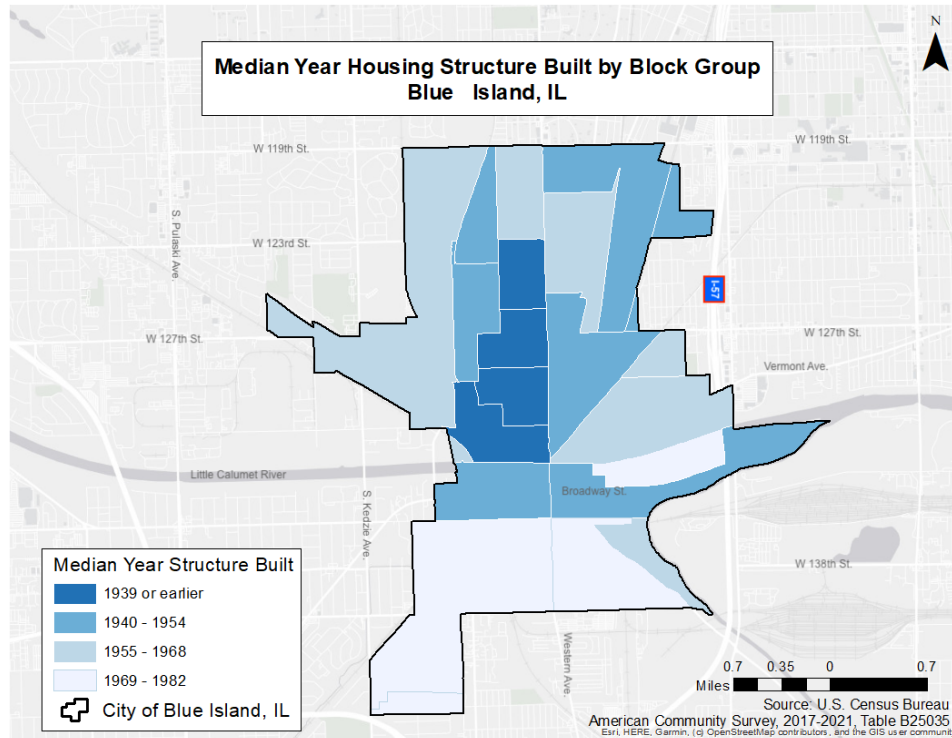 N
Median Year Housing Structure Built by Block Group
Blue Island, IL
W 119th St.
W 119th St.
S. Pulaski Ave.
W 123rd St.
I-57
W 127th St.
W 127th St.
Vermont Ave.
Little Calumet River
S. Kedzie Ave.
Broadway St.
W 138th St.
Western Ave.
Median Year Structure Built
1939 or earlier
1940 - 1954
1955 - 1968
1969 - 1982
City of Blue Island, IL
0.7 0.35 0 0.7
Miles
Source: U.S. Census Bureau
American Community Survey, 2017-2021, Table B25035
Esri, HERE, Garmin, (c) OpenStreetMap contributors, and the GIS user commun